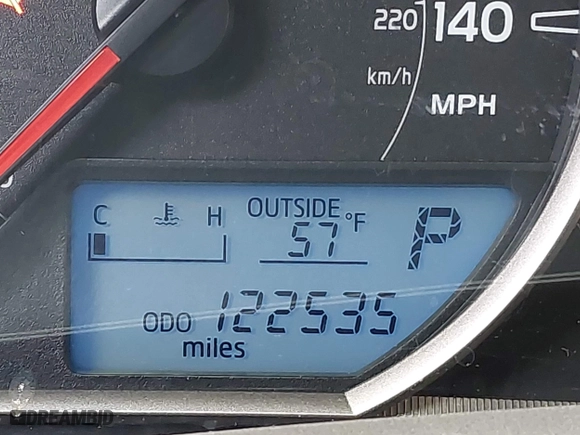 220 140
km/h
MPH
C H OUTSIDE
57 °F P
ODO 122535
miles
DREAMBID